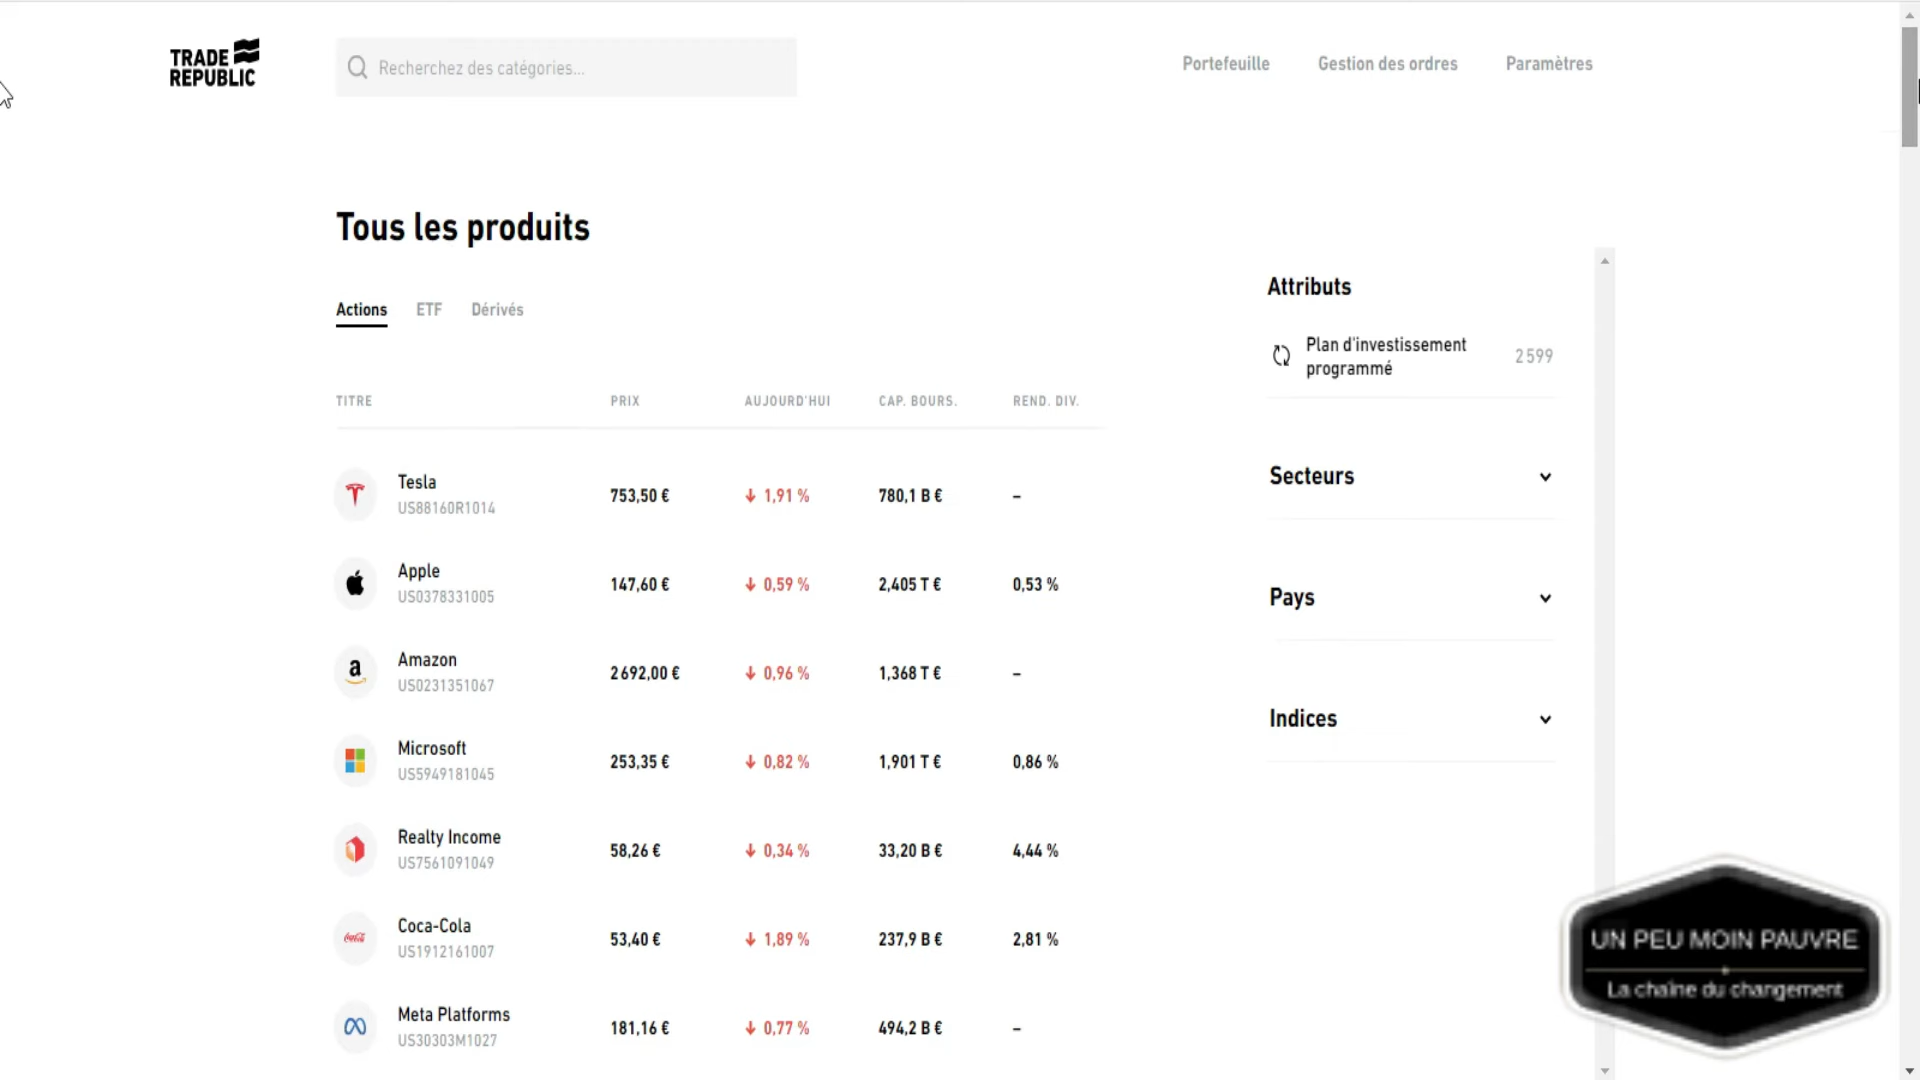 TRADE
REPUBLIC
Recherchez des catégories...
Portefeuille Gestion des ordres Paramètres
Tous les produits
Actions ETF Dérivés
TITRE PRIX AUJOURD'HUI CAP. BOURS. REND. DIV.
Tesla
US88160R1014
753,50 € 1,91 % 780,1 B € –
Apple
US0378331005
147,60 € 0,59 % 2,405 T € 0,53 %
a
Amazon
US0231351067
2 692,00 € 0,96 % 1,368 T € –
Microsoft
US5949181045
253,35 € 0,82 % 1,901 T € 0,86 %
Realty Income
US7561091049
58,26 € 0,34 % 33,20 B € 4,44 %
Coca-Cola
Coca-Cola
US1912161007
53,40 € 1,89 % 237,9 B € 2,81 %
Meta Platforms
US30303M1027
181,16 € 0,77 % 494,2 B € –
Attributs
Plan d'investissement
programmé
2 599
Secteurs
Pays
Indices
UN PEU MOIN PAUVRE
La chaîne du changement